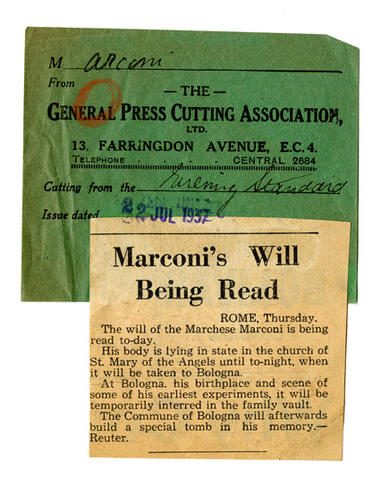 M arconi
From
— THE —
GENERAL PRESS CUTTING ASSOCIATION,
LTD.
13, FARRINGDON AVENUE, E.C.4.
TELEPHONE . . . . CENTRAL 2684
Cutting from the Evening Standard
Issue dated 22 JUL 1937
Marconi's Will
Being Read
ROME, Thursday.
The will of the Marchese Marconi is being
read to-day.
His body is lying in state in the church of
St. Mary of the Angels until to-night, when
it will be taken to Bologna.
At Bologna, his birthplace and scene of
some of his earliest experiments, it will be
temporarily interred in the family vault.
The Commune of Bologna will afterwards
build a special tomb in his memory.—
Reuter.